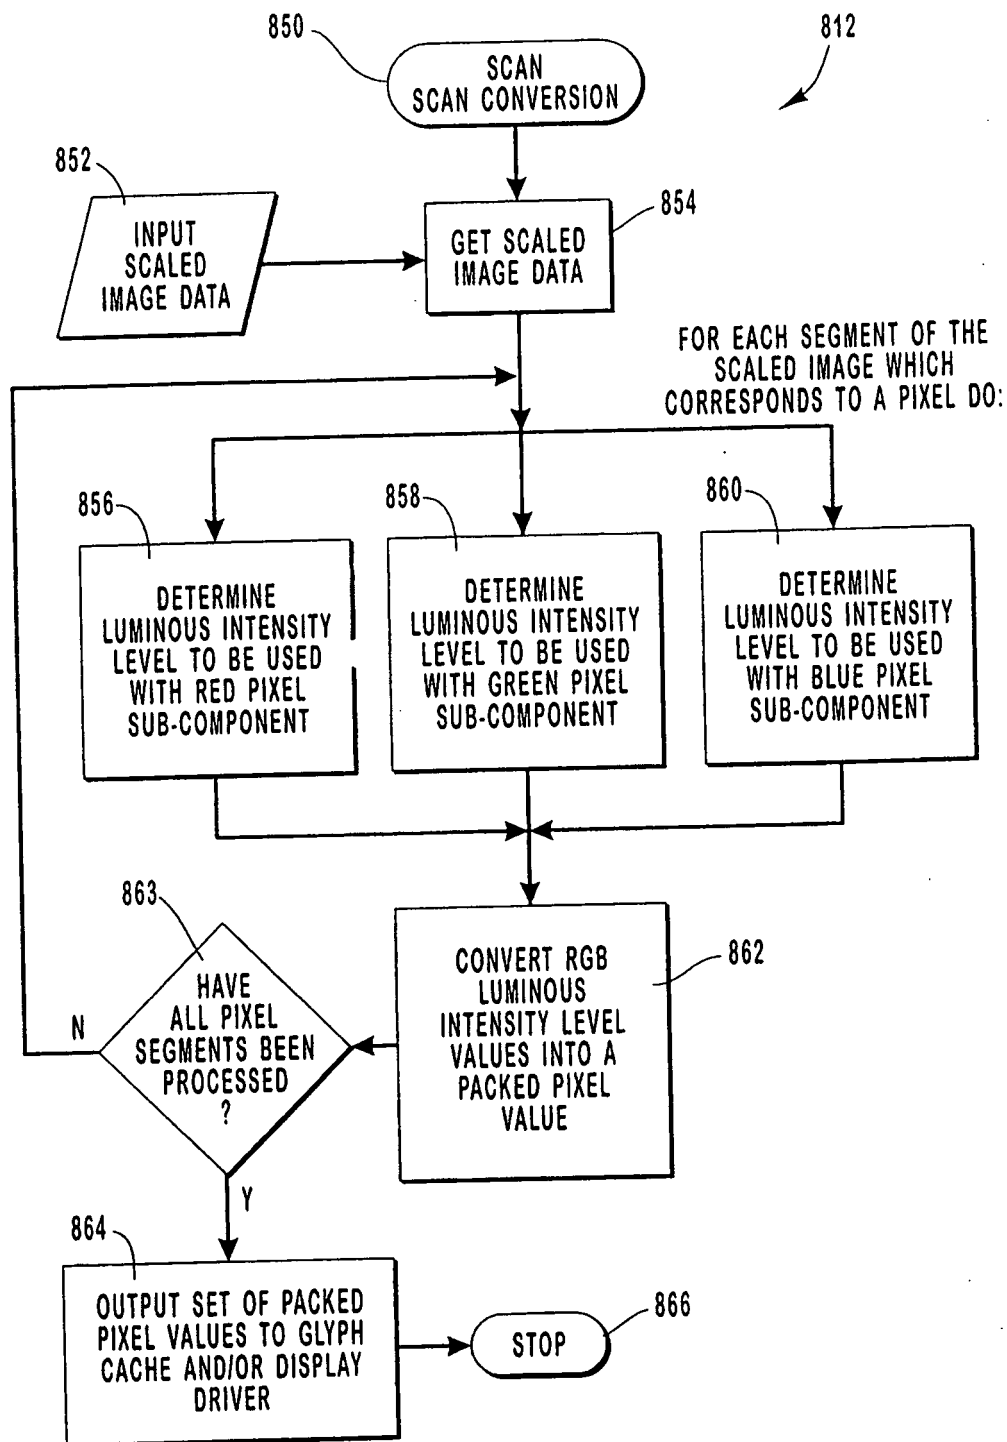 850
812
SCAN
SCAN CONVERSION
852
854
INPUT
SCALED
IMAGE DATA
GET SCALED
IMAGE DATA
FOR EACH SEGMENT OF THE
SCALED IMAGE WHICH
CORRESPONDS TO A PIXEL DO:
856
858
860
DETERMINE
LUMINOUS INTENSITY
LEVEL TO BE USED
WITH RED PIXEL
SUB-COMPONENT
DETERMINE
LUMINOUS INTENSITY
LEVEL TO BE USED
WITH GREEN PIXEL
SUB-COMPONENT
DETERMINE
LUMINOUS INTENSITY
LEVEL TO BE USED
WITH BLUE PIXEL
SUB-COMPONENT
863
862
HAVE
ALL PIXEL
SEGMENTS BEEN
PROCESSED
?
N
Y
CONVERT RGB
LUMINOUS
INTENSITY LEVEL
VALUES INTO A
PACKED PIXEL
VALUE
864
866
OUTPUT SET OF PACKED
PIXEL VALUES TO GLYPH
CACHE AND/OR DISPLAY
DRIVER
STOP